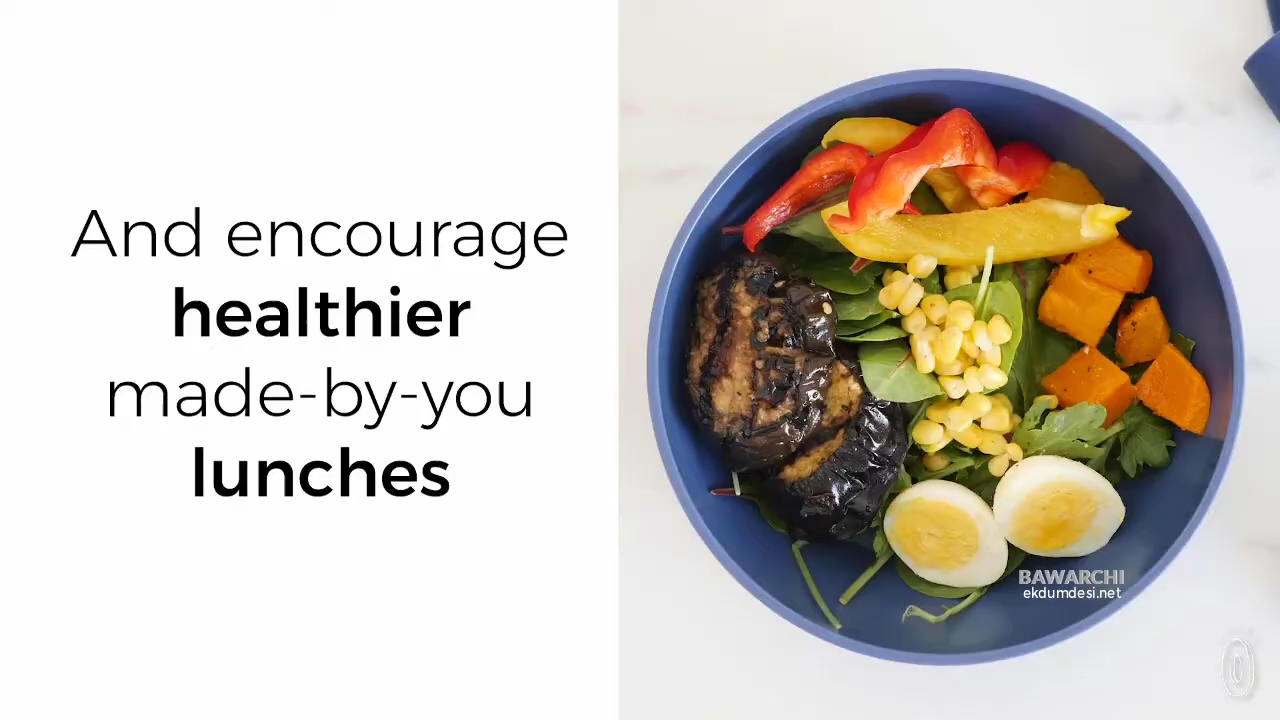 And encourage
healthier
made-by-you
lunches
BAWARCHI
ekdumdesi.net